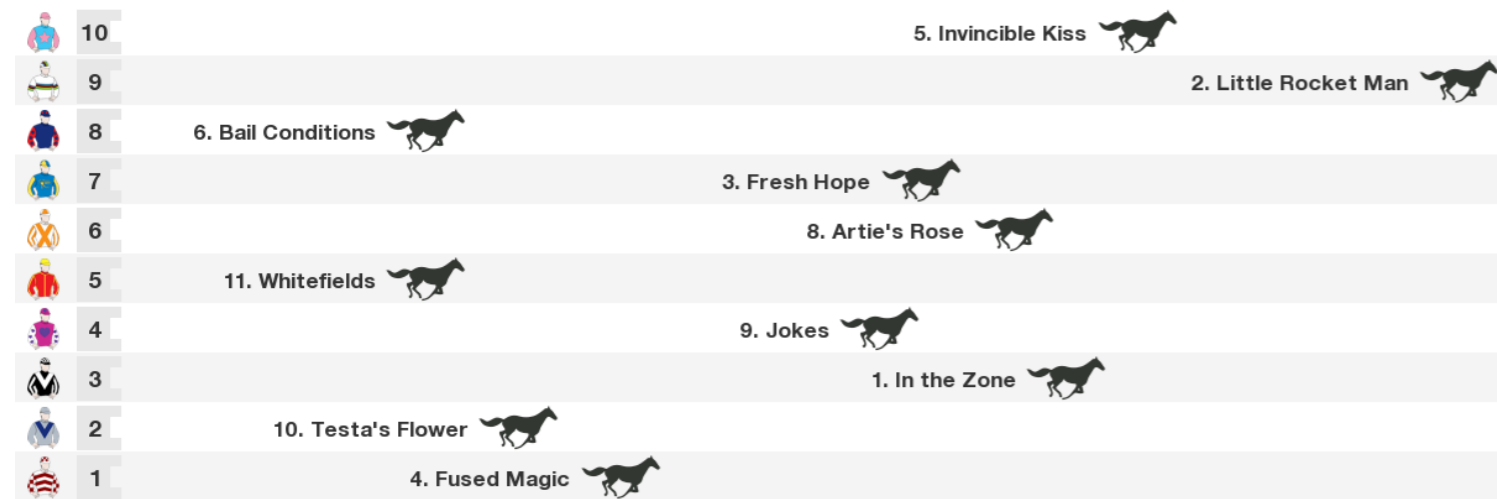 10 5. Invincible Kiss
9 2. Little Rocket Man
8 6. Bail Conditions
7 3. Fresh Hope
6 8. Artie's Rose
5 11. Whitefields
4 9. Jokes
3 1. In the Zone
2 10. Testa's Flower
1 4. Fused Magic